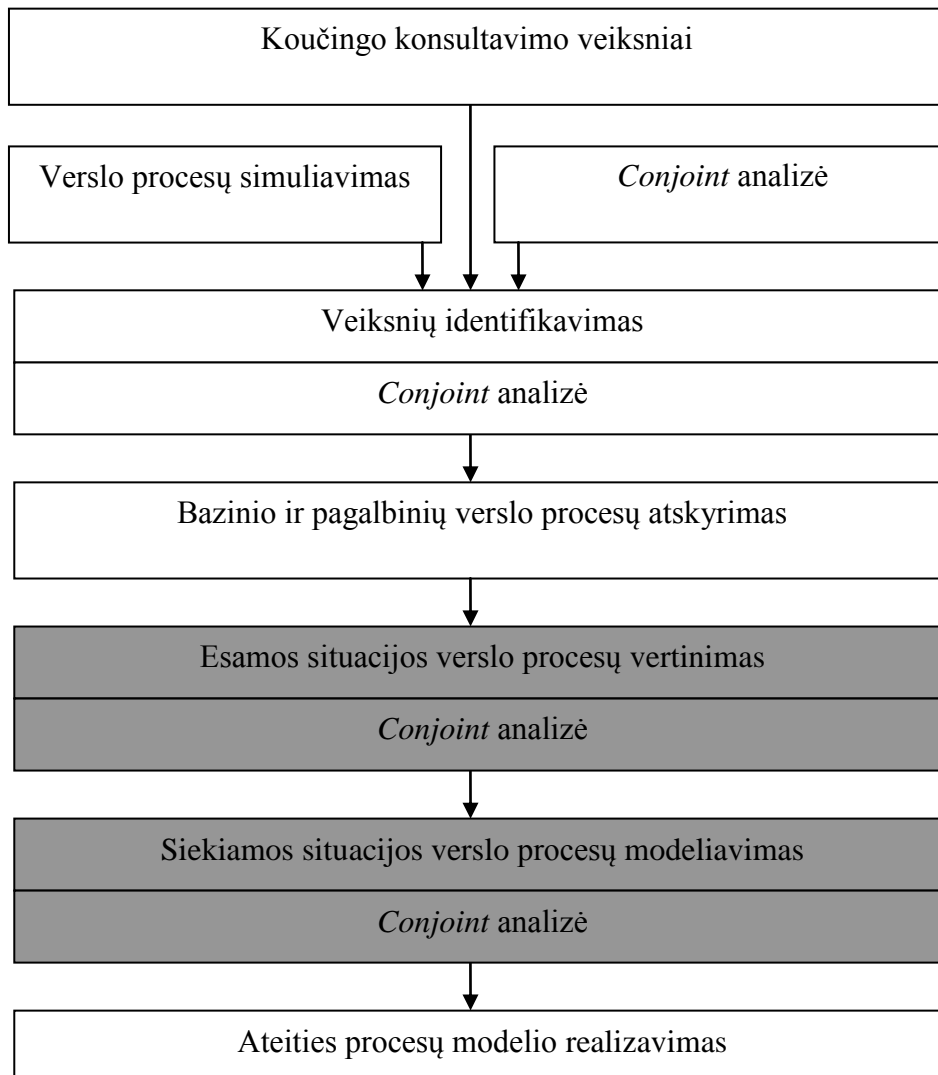 Koučingo konsultavimo veiksniai
Verslo procesų simuliavimas
Conjoint analizė
Veiksnių identifikavimas
Conjoint analizė
Bazinio ir pagalbinių verslo procesų atskyrimas
Esamos situacijos verslo procesų vertinimas
Conjoint analizė
Siekiamos situacijos verslo procesų modeliavimas
Conjoint analizė
Ateities procesų modelio realizavimas